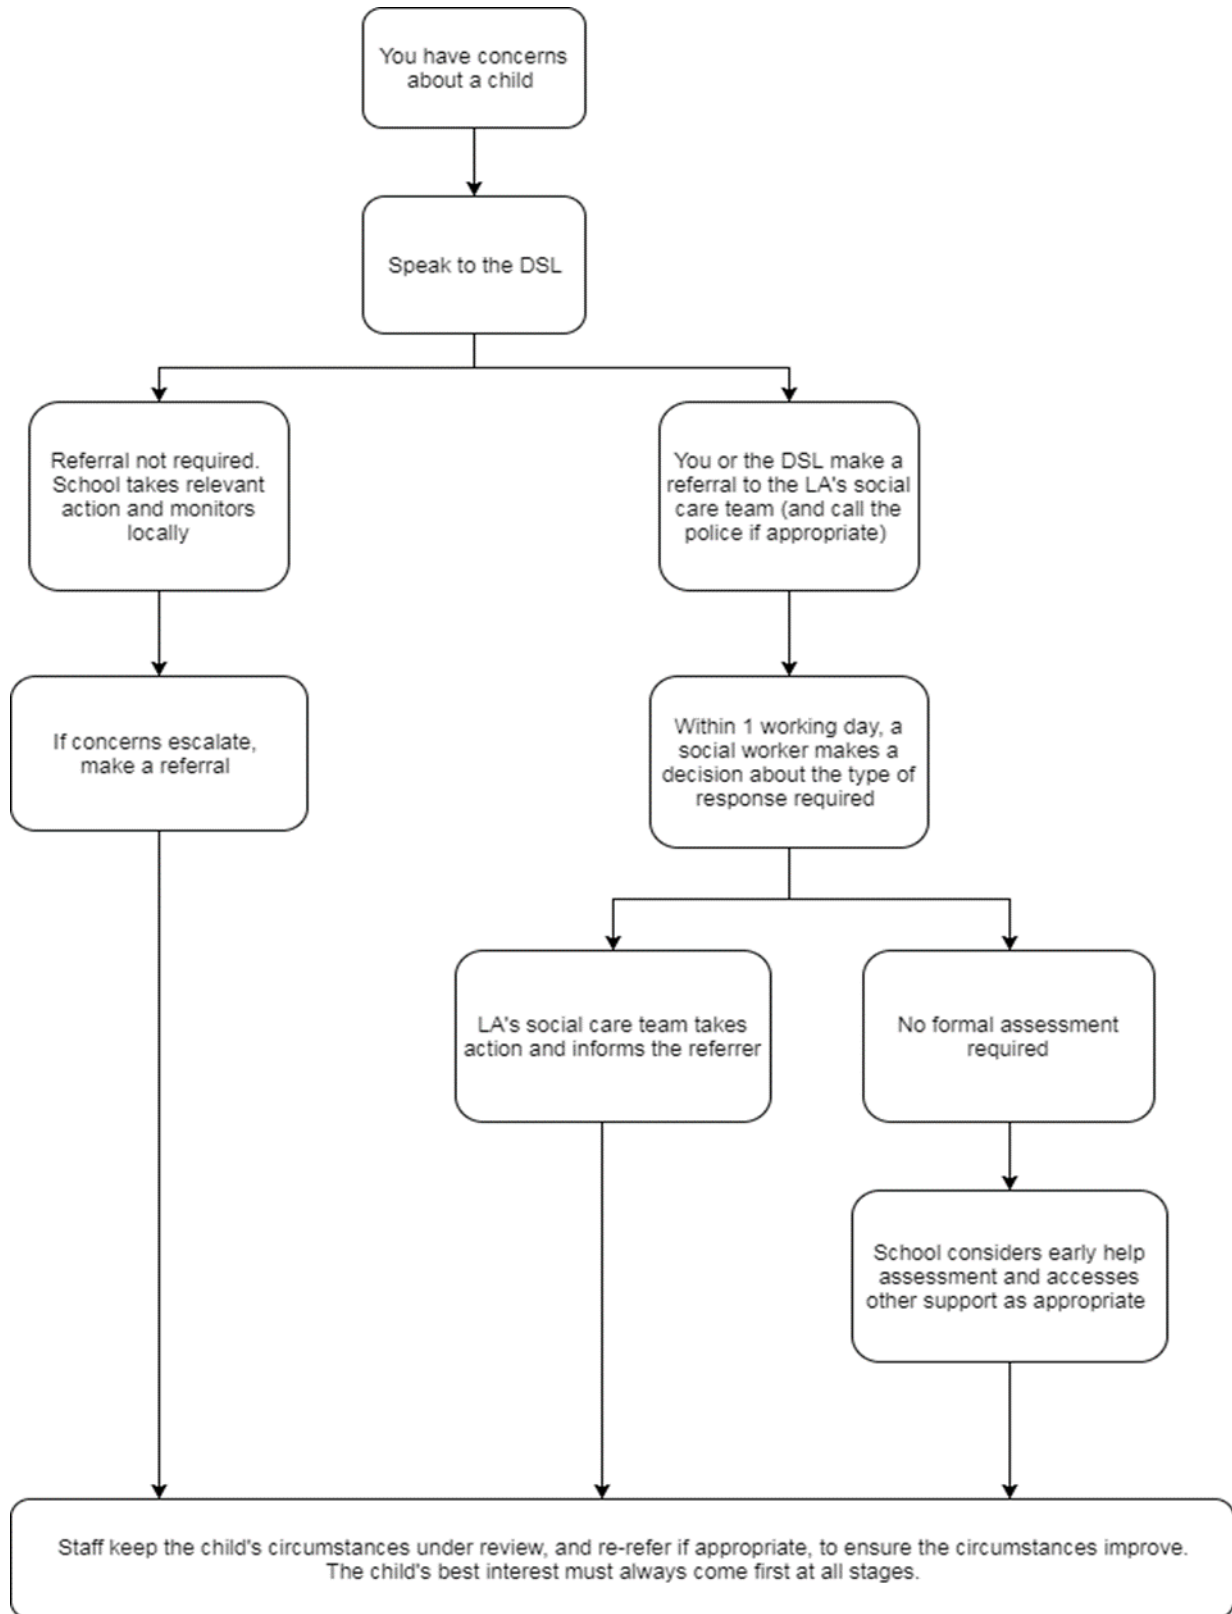 You have concerns
about a child
Speak to the DSL
Referral not required.
School takes relevant
action and monitors
locally
You or the DSL make a
referral to the LA's social
care team (and call the
police if appropriate)
If concerns escalate,
make a referral
Within 1 working day, a
social worker makes a
decision about the type of
response required
LA's social care team takes
action and informs the referrer
No formal assessment
required
School considers early help
assessment and accesses
other support as appropriate
Staff keep the child's circumstances under review, and re-refer if appropriate, to ensure the circumstances improve.
The child's best interest must always come first at all stages.